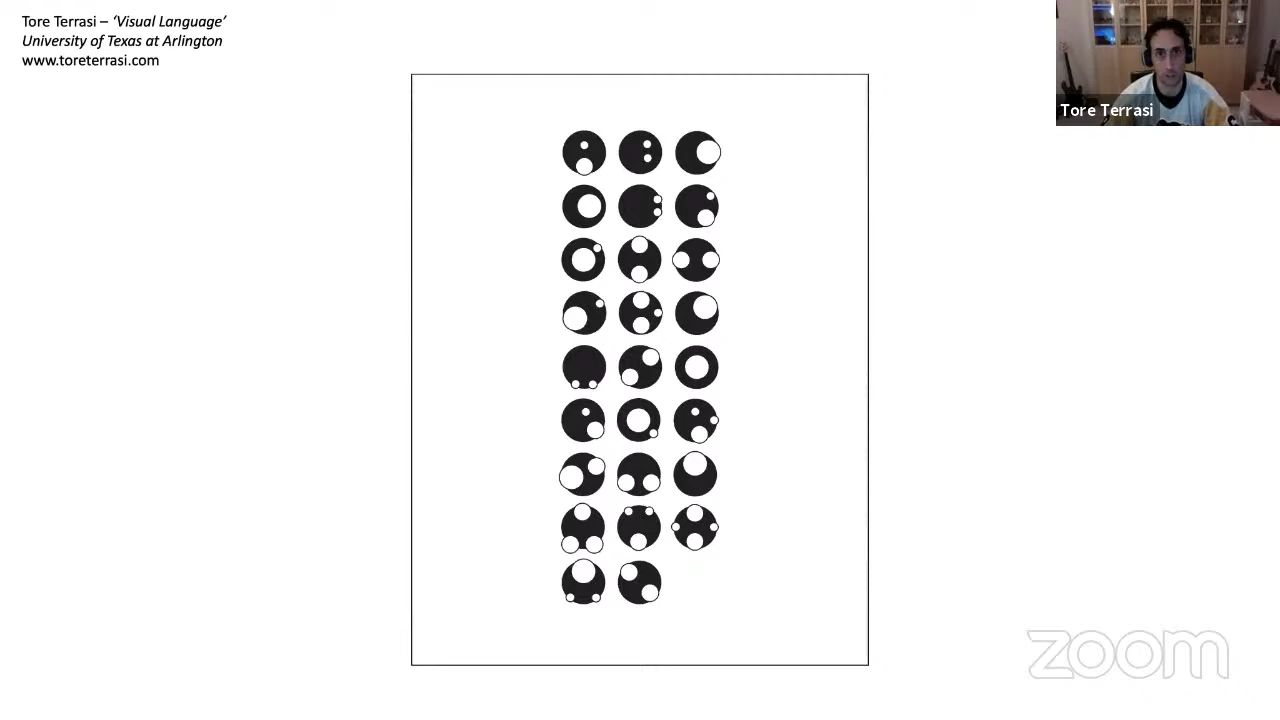 Tore Terrasi – ‘Visual Language’
University of Texas at Arlington
www.toreterrasi.com
Tore Terrasi
zoom